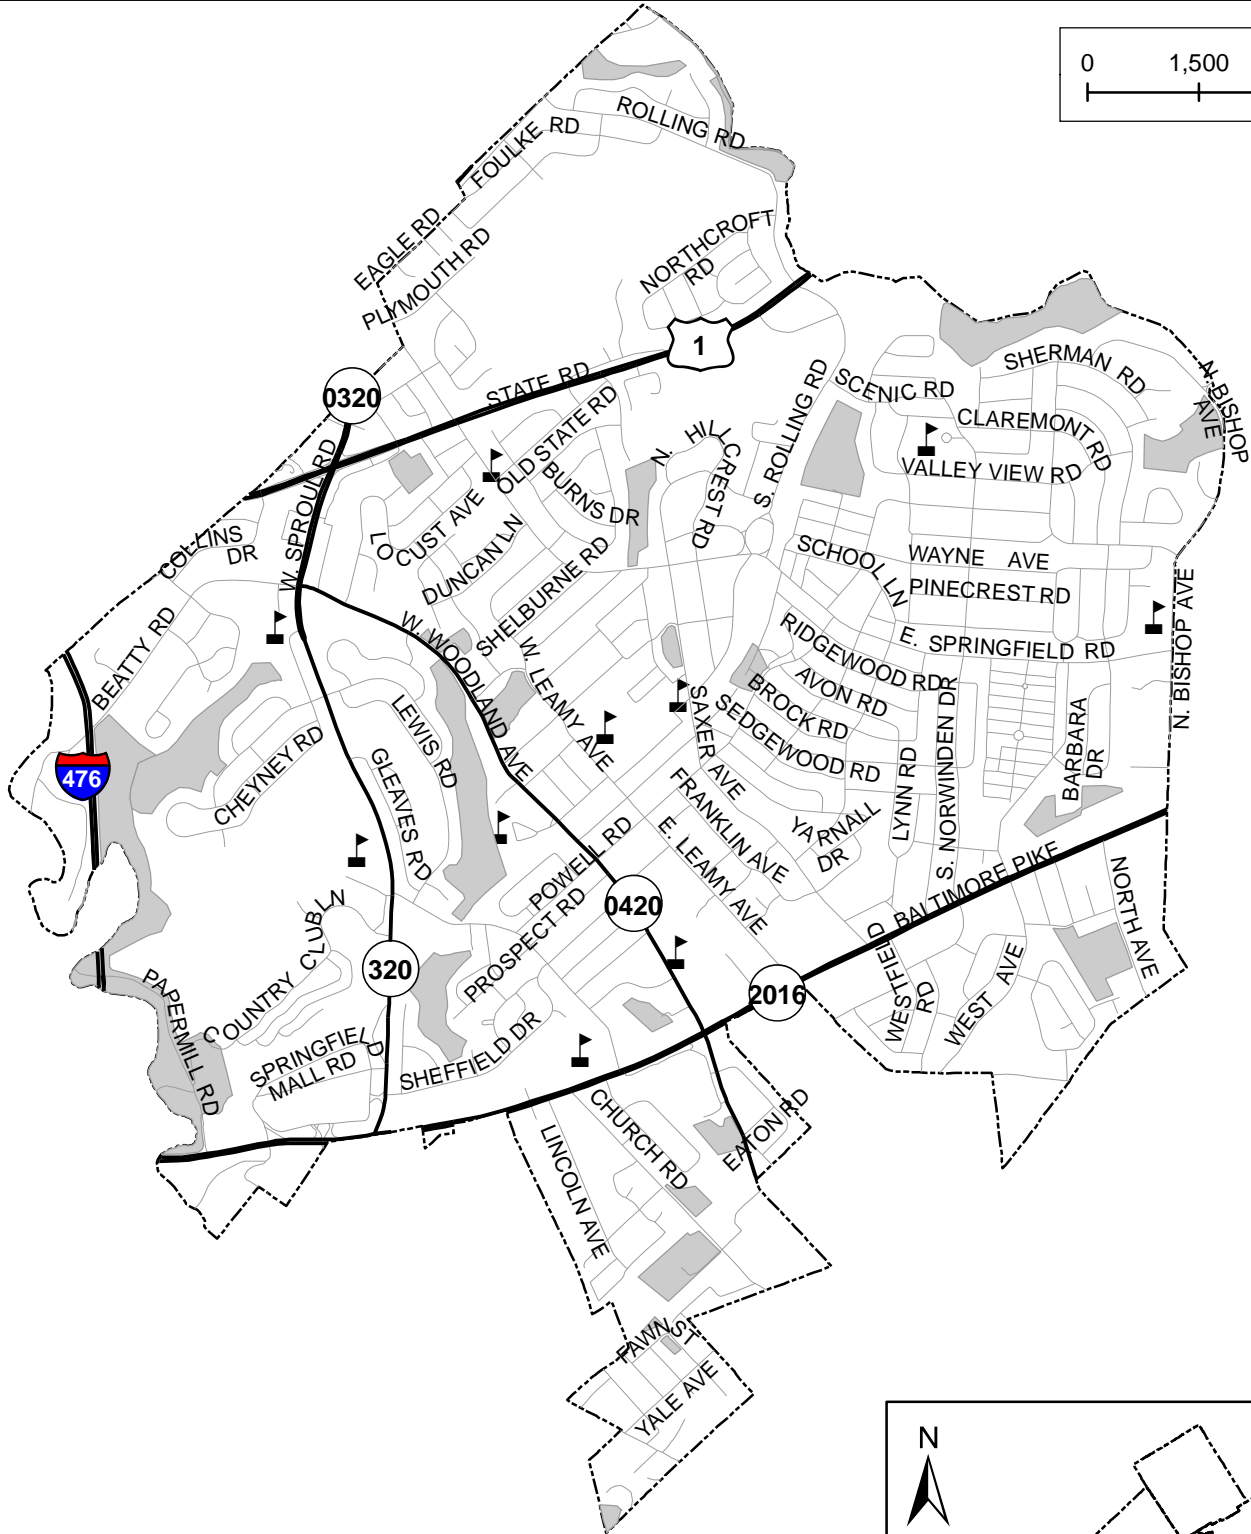 0 1,500
ROLLING RD
FOULKE RD
EAGLE RD
PLYMOUTH RD
NORTHCROFT
RD
1
STATE RD
0320
SHERMAN RD
SCENIC RD
CLAREMONT RD
N. BISHOP
AVE
VALLEY VIEW RD
OLD STATE RD
S. ROLLING RD
N. HILLCREST RD
BURNS DR
LOCUST AVE
W. SPROUL RD
COLLINS
DR
DUNCAN LN
SHELBURNE RD
SCHOOL LN
WAYNE AVE
PINECREST RD
E. SPRINGFIELD RD
N. BISHOP AVE
RIDGEWOOD RD
AVON RD
BROCK RD
SEDGEWOOD RD
W. WOODLAND AVE
W. LEAMY AVE
SAXER AVE
BEATTY RD
LEWIS RD
CHEYNEY RD
GLEAVES RD
476
LYNN RD
S. NORWINDEN DR
BARBARA
DR
FRANKLIN AVE
YARNALL
DR
E. LEAMY AVE
POWELL RD
0420
BALTIMORE PIKE
NORTH AVE
PROSPECT RD
COUNTRY CLUB LN
320
2016
WESTFIELD
RD
WEST AVE
PAPERMILL RD
SPRINGFIELD
MALL RD
SHEFFIELD DR
CHURCH RD
EATON RD
LINCOLN AVE
FAWN ST
YALE AVE
N